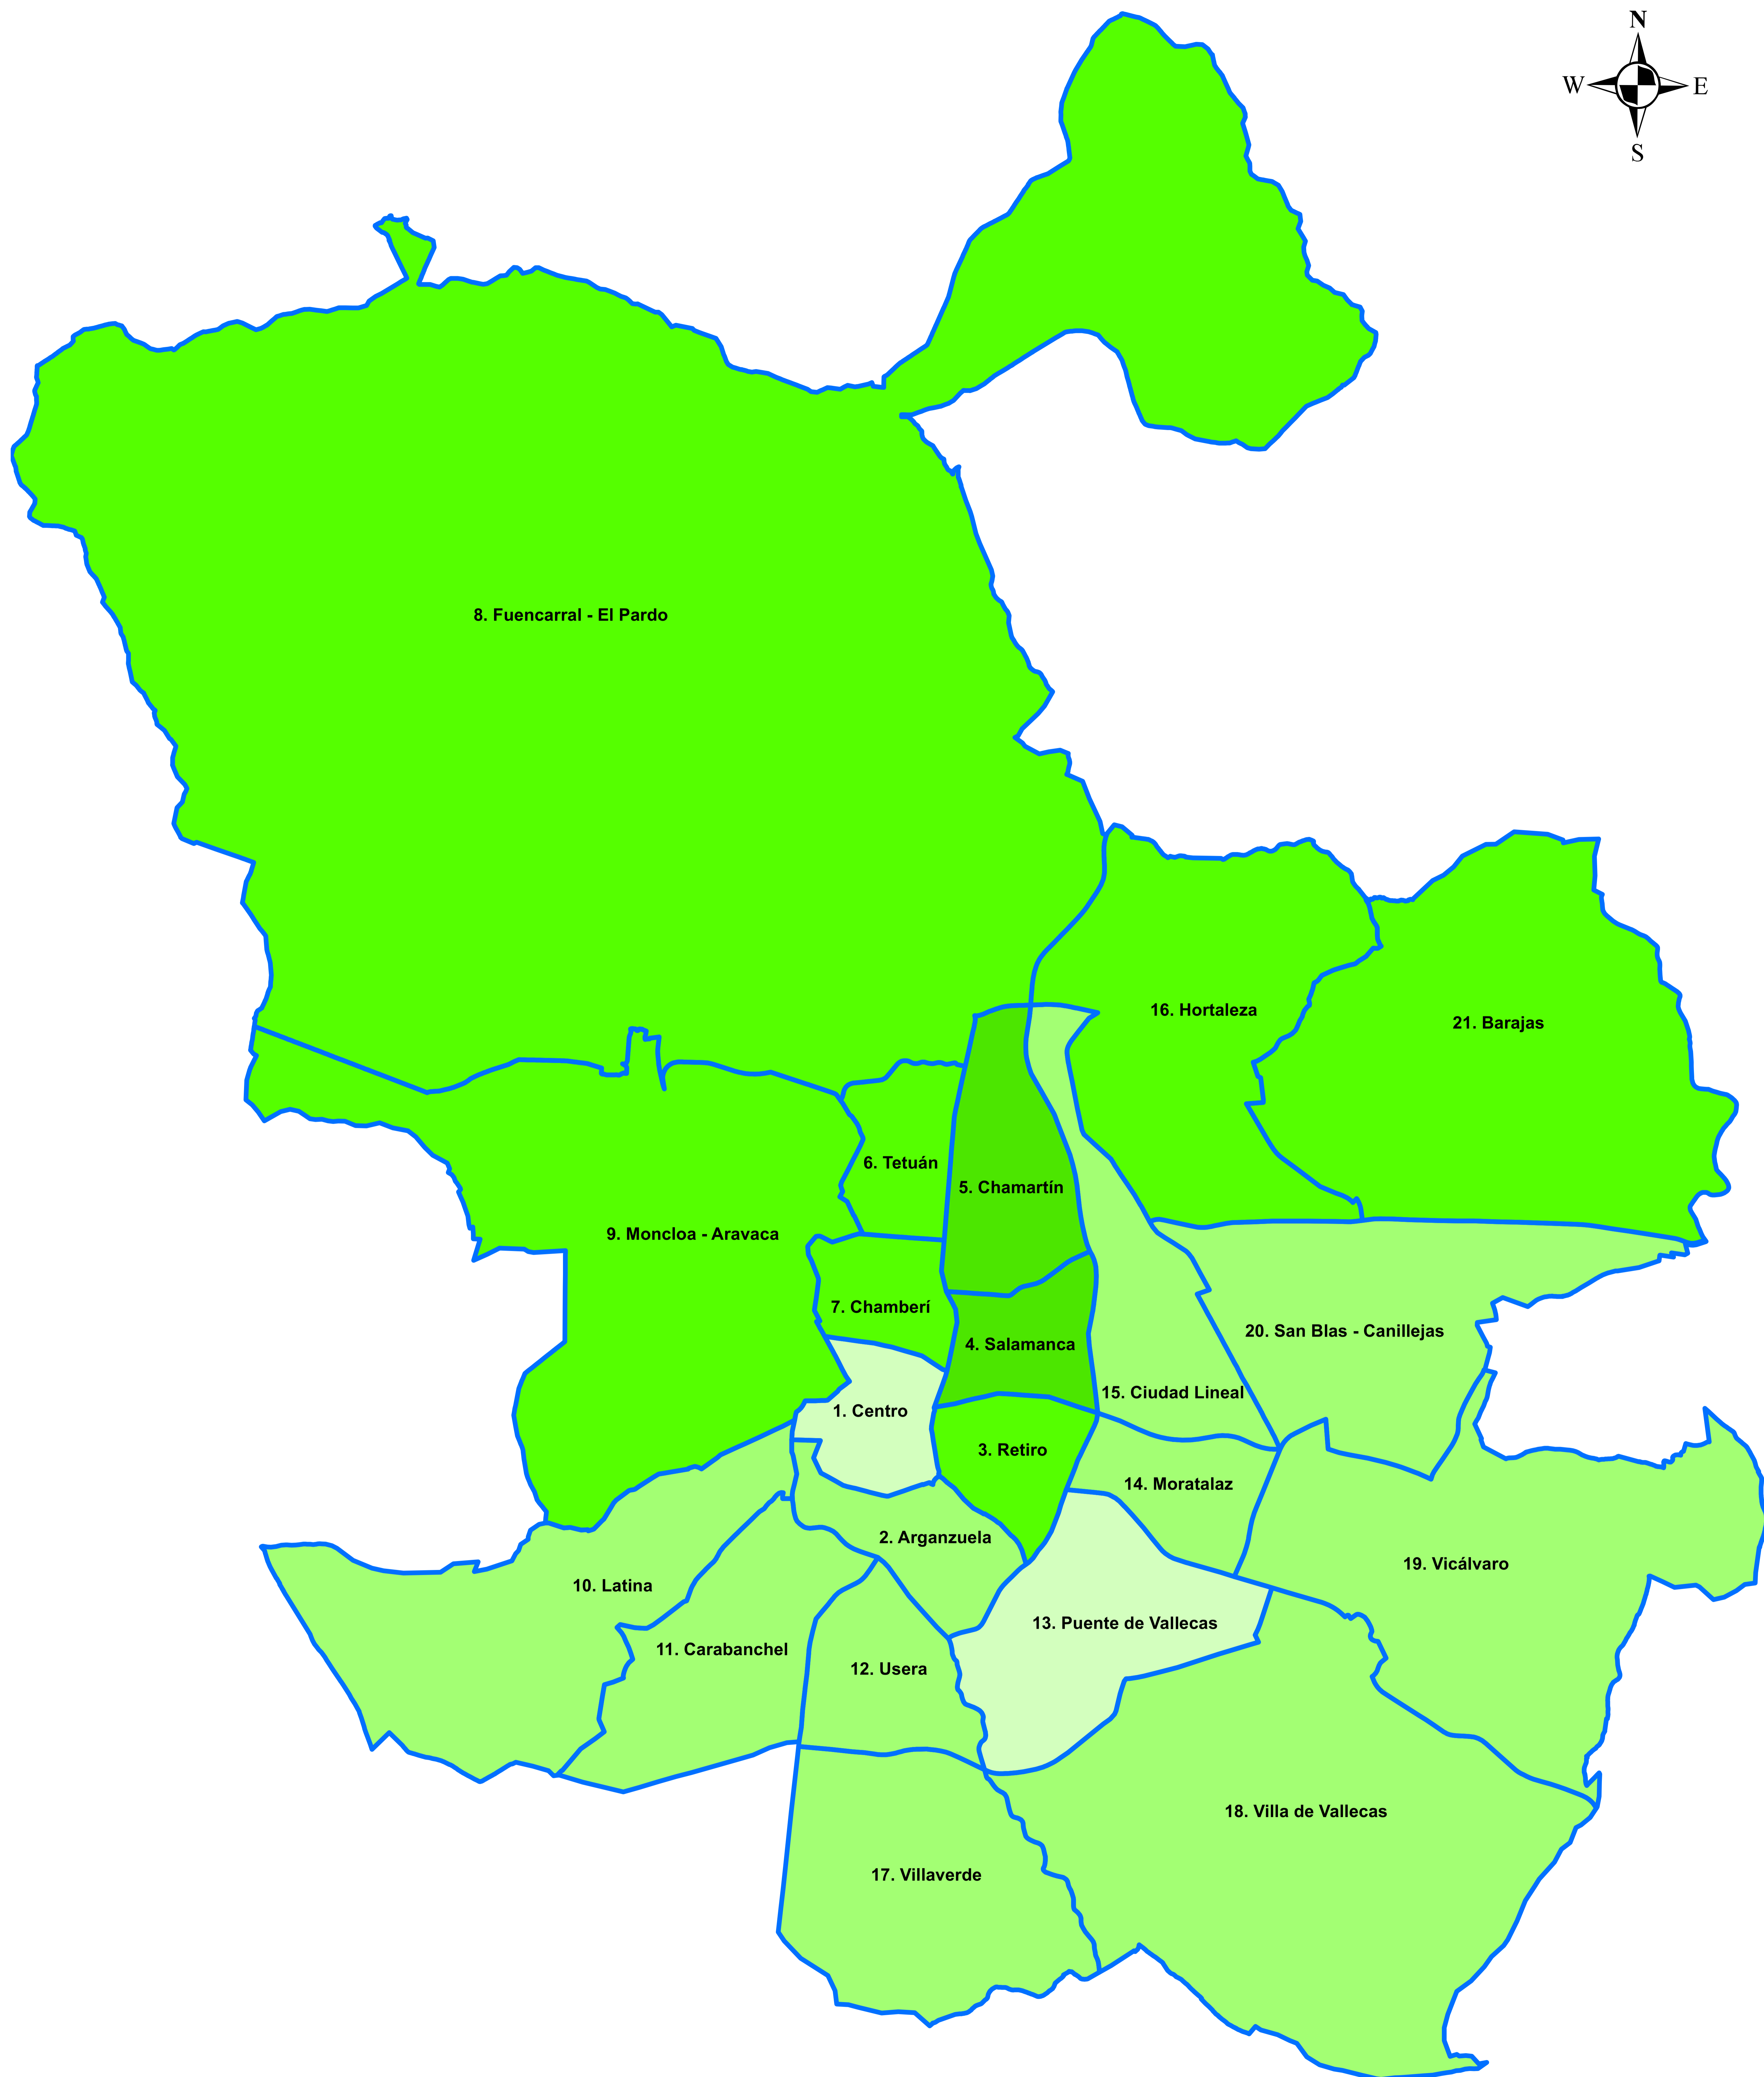 N
W
E
S
8. Fuencarral - El Pardo
16. Hortaleza
21. Barajas
6. Tetuán
5. Chamartín
9. Moncloa - Aravaca
7. Chamberí
20. San Blas - Canillejas
4. Salamanca
15. Ciudad Lineal
1. Centro
3. Retiro
14. Moratalaz
2. Arganzuela
19. Vicálvaro
10. Latina
13. Puente de Vallecas
11. Carabanchel
12. Usera
18. Villa de Vallecas
17. Villaverde